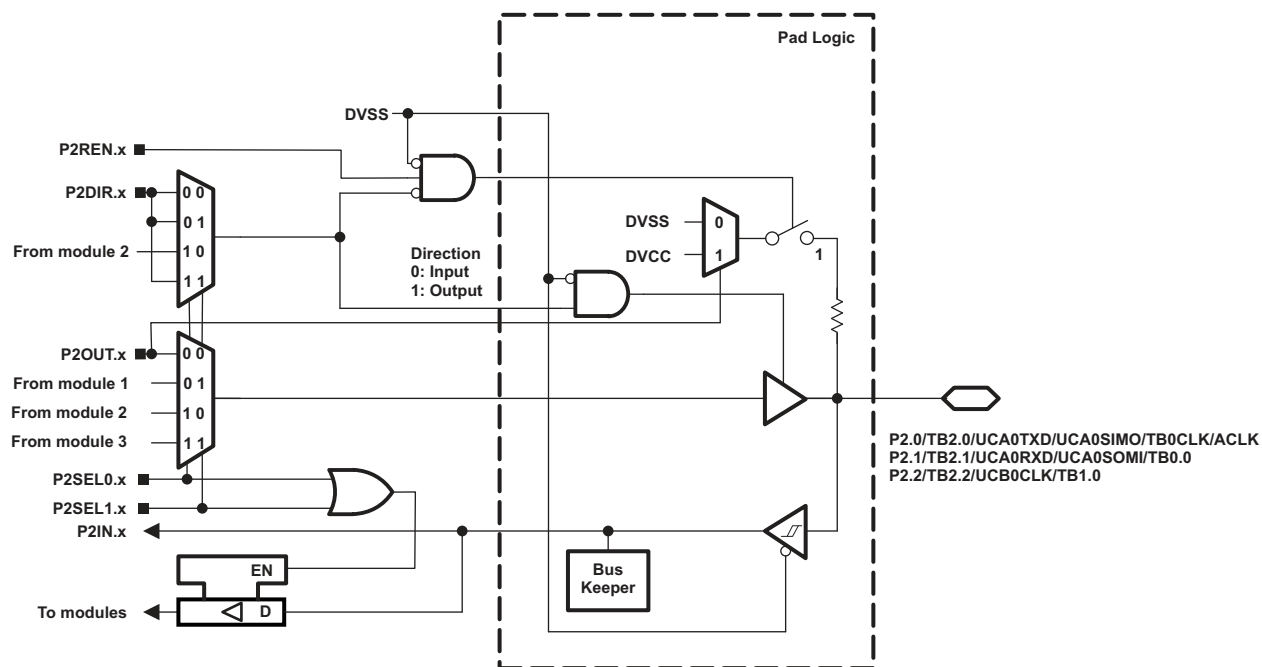 Pad Logic
DVSS
P2REN.x
P2DIR.x
0 0
0 1
From module 2
1 0
1 1
Direction
0: Input
1: Output
DVSS
0
DVCC
1
1
P2OUT.x
0 0
From module 1
0 1
From module 2
1 0
From module 3
1 1
P2.0/TB2.0/UCA0TXD/UCA0SIMO/TB0CLK/ACLK
P2.1/TB2.1/UCA0RXD/UCA0SOMI/TB0.0
P2.2/TB2.2/UCB0CLK/TB1.0
P2SEL0.x
P2SEL1.x
P2IN.x
EN
Bus
Keeper
To modules
D